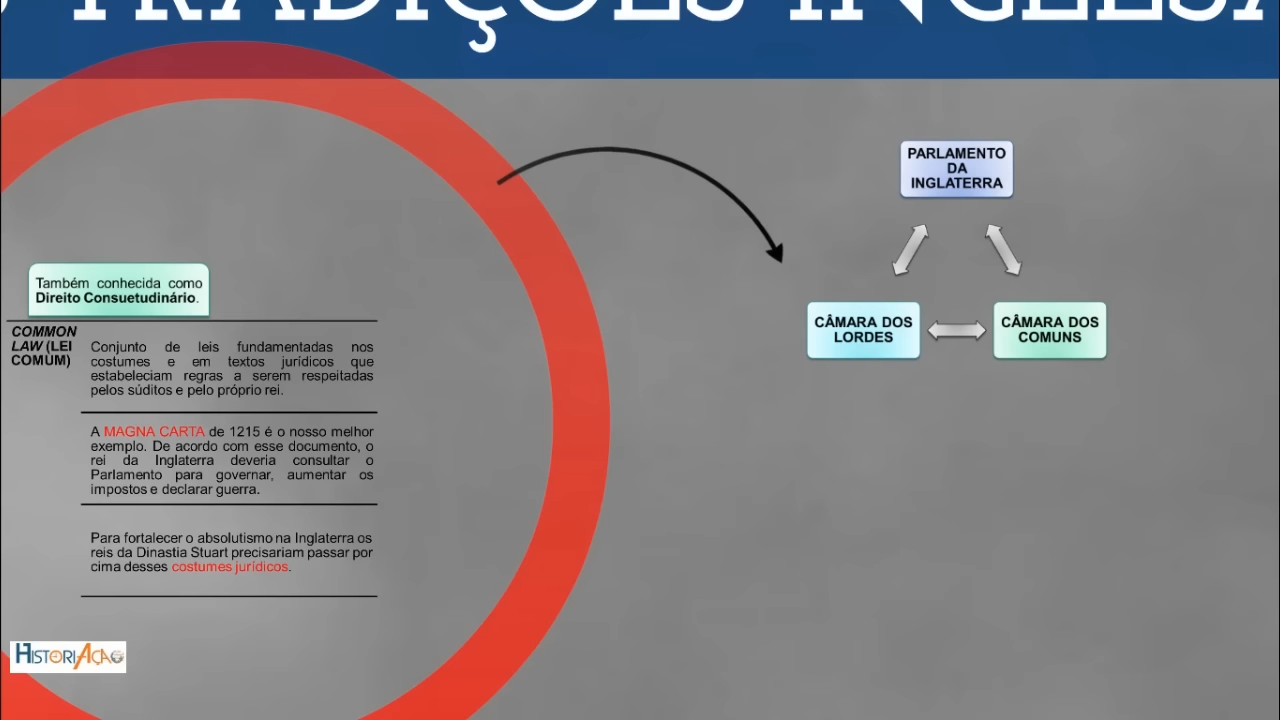 TRADIÇÕES INGLESA
PARLAMENTO
DA
INGLATERRA
CÂMARA DOS
LORDES
CÂMARA DOS
COMUNS
Também conhecida como
Direito Consuetudinário.
COMMON
LAW (LEI
COMUM)
Conjunto de leis fundamentadas nos
costumes e em textos jurídicos que
estabeleciam regras a serem respeitadas
pelos súditos e pelo próprio rei.
A MAGNA CARTA de 1215 é o nosso melhor
exemplo. De acordo com esse documento, o
rei da Inglaterra deveria consultar o
Parlamento para governar, aumentar os
impostos e declarar guerra.
Para fortalecer o absolutismo na Inglaterra os
reis da Dinastia Stuart precisariam passar por
cima desses costumes jurídicos.
HISTORIAÇÃO